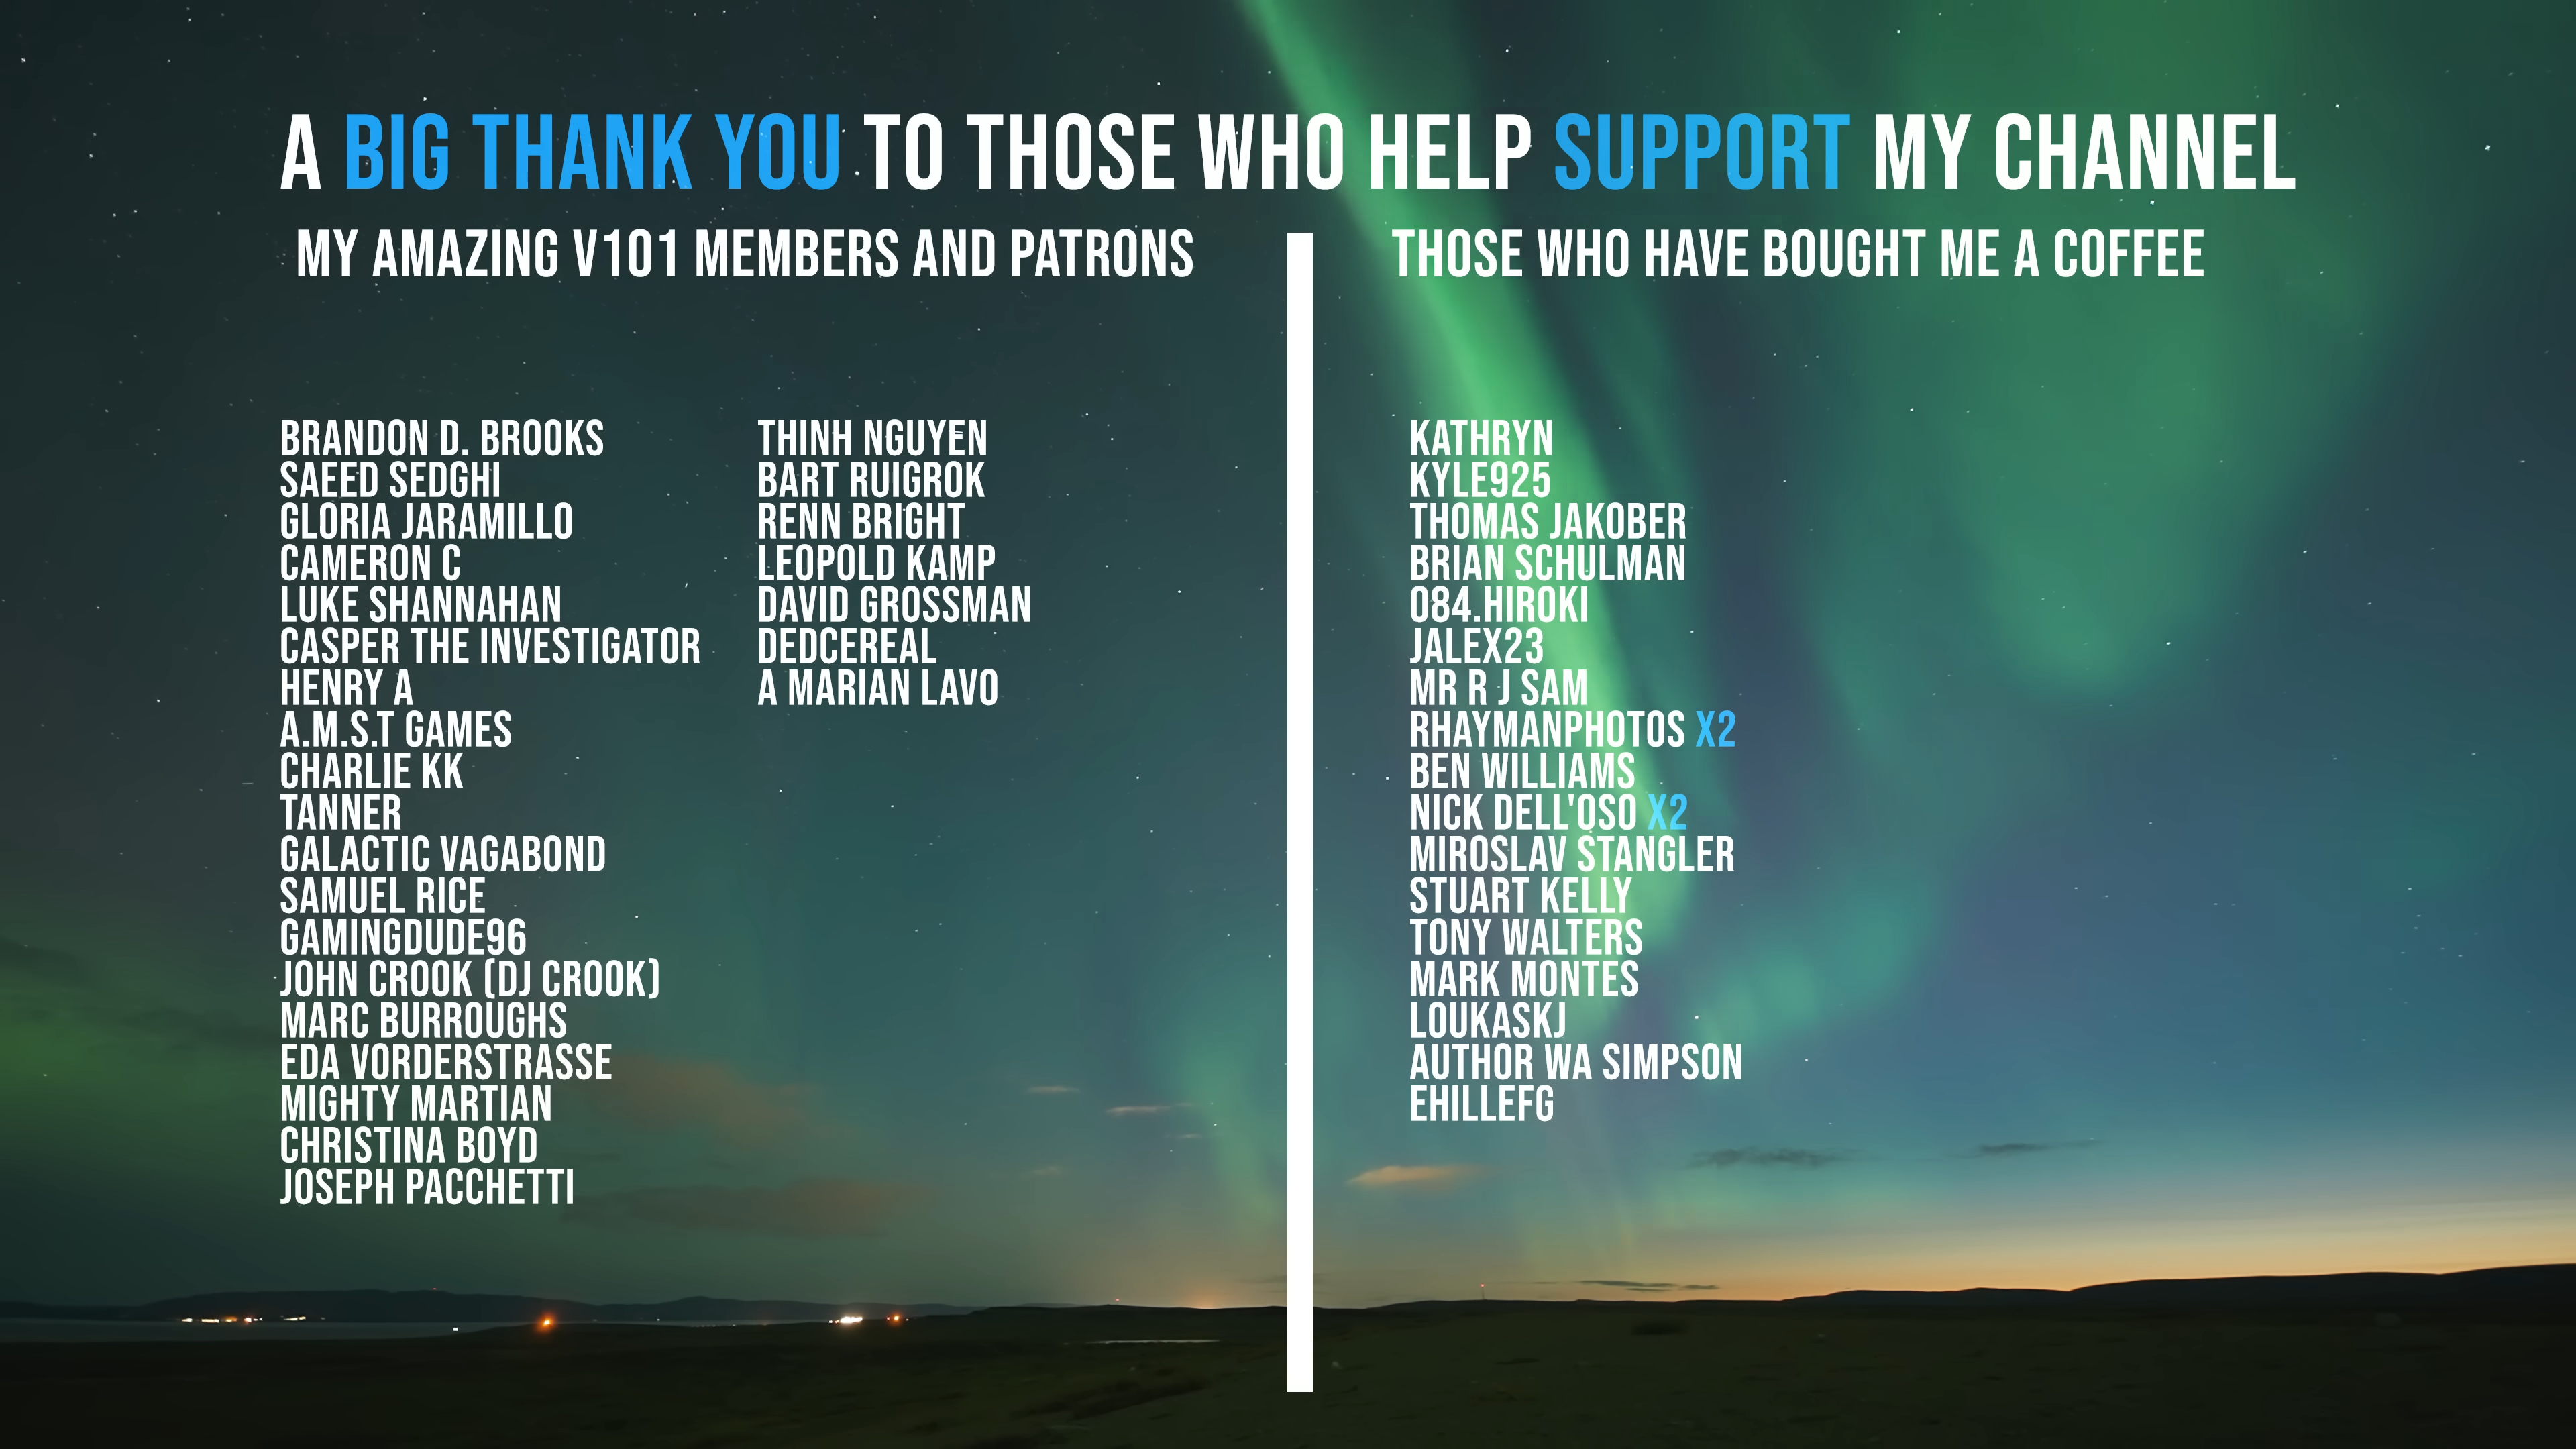 A BIG THANK YOU TO THOSE WHO HELP SUPPORT MY CHANNEL
MY AMAZING V101 MEMBERS AND PATRONS
BRANDON D. BROOKS
SAEED SEDGHI
GLORIA JARAMILLO
CAMERON C
LUKE SHANNAHAN
CASPER THE INVESTIGATOR
HENRY A
A.M.S.T GAMES
CHARLIE KK
TANNER
GALACTIC VAGABOND
SAMUEL RICE
GAMINGDUDE96
JOHN CROOK (DJ CROOK)
MARC BURROUGHS
EDA VORDERSTRASSE
MIGHTY MARTIAN
CHRISTINA BOYD
JOSEPH PACCHETTI
THINH NGUYEN
BART RUIGROK
RENN BRIGHT
LEOPOLD KAMP
DAVID GROSSMAN
DEDCEREAL
A MARIAN LAVO
THOSE WHO HAVE BOUGHT ME A COFFEE
KATHRYN
KYLE925
THOMAS JAKOBER
BRIAN SCHULMAN
084.HIROKI
JALEX23
MR R J SAM
RHAYMANPHOTOS X2
BEN WILLIAMS
NICK DELL'OSO X2
MIROSLAV STANGLER
STUART KELLY
TONY WALTERS
MARK MONTES
LOUKASKJ
AUTHOR WA SIMPSON
EHILLEFG